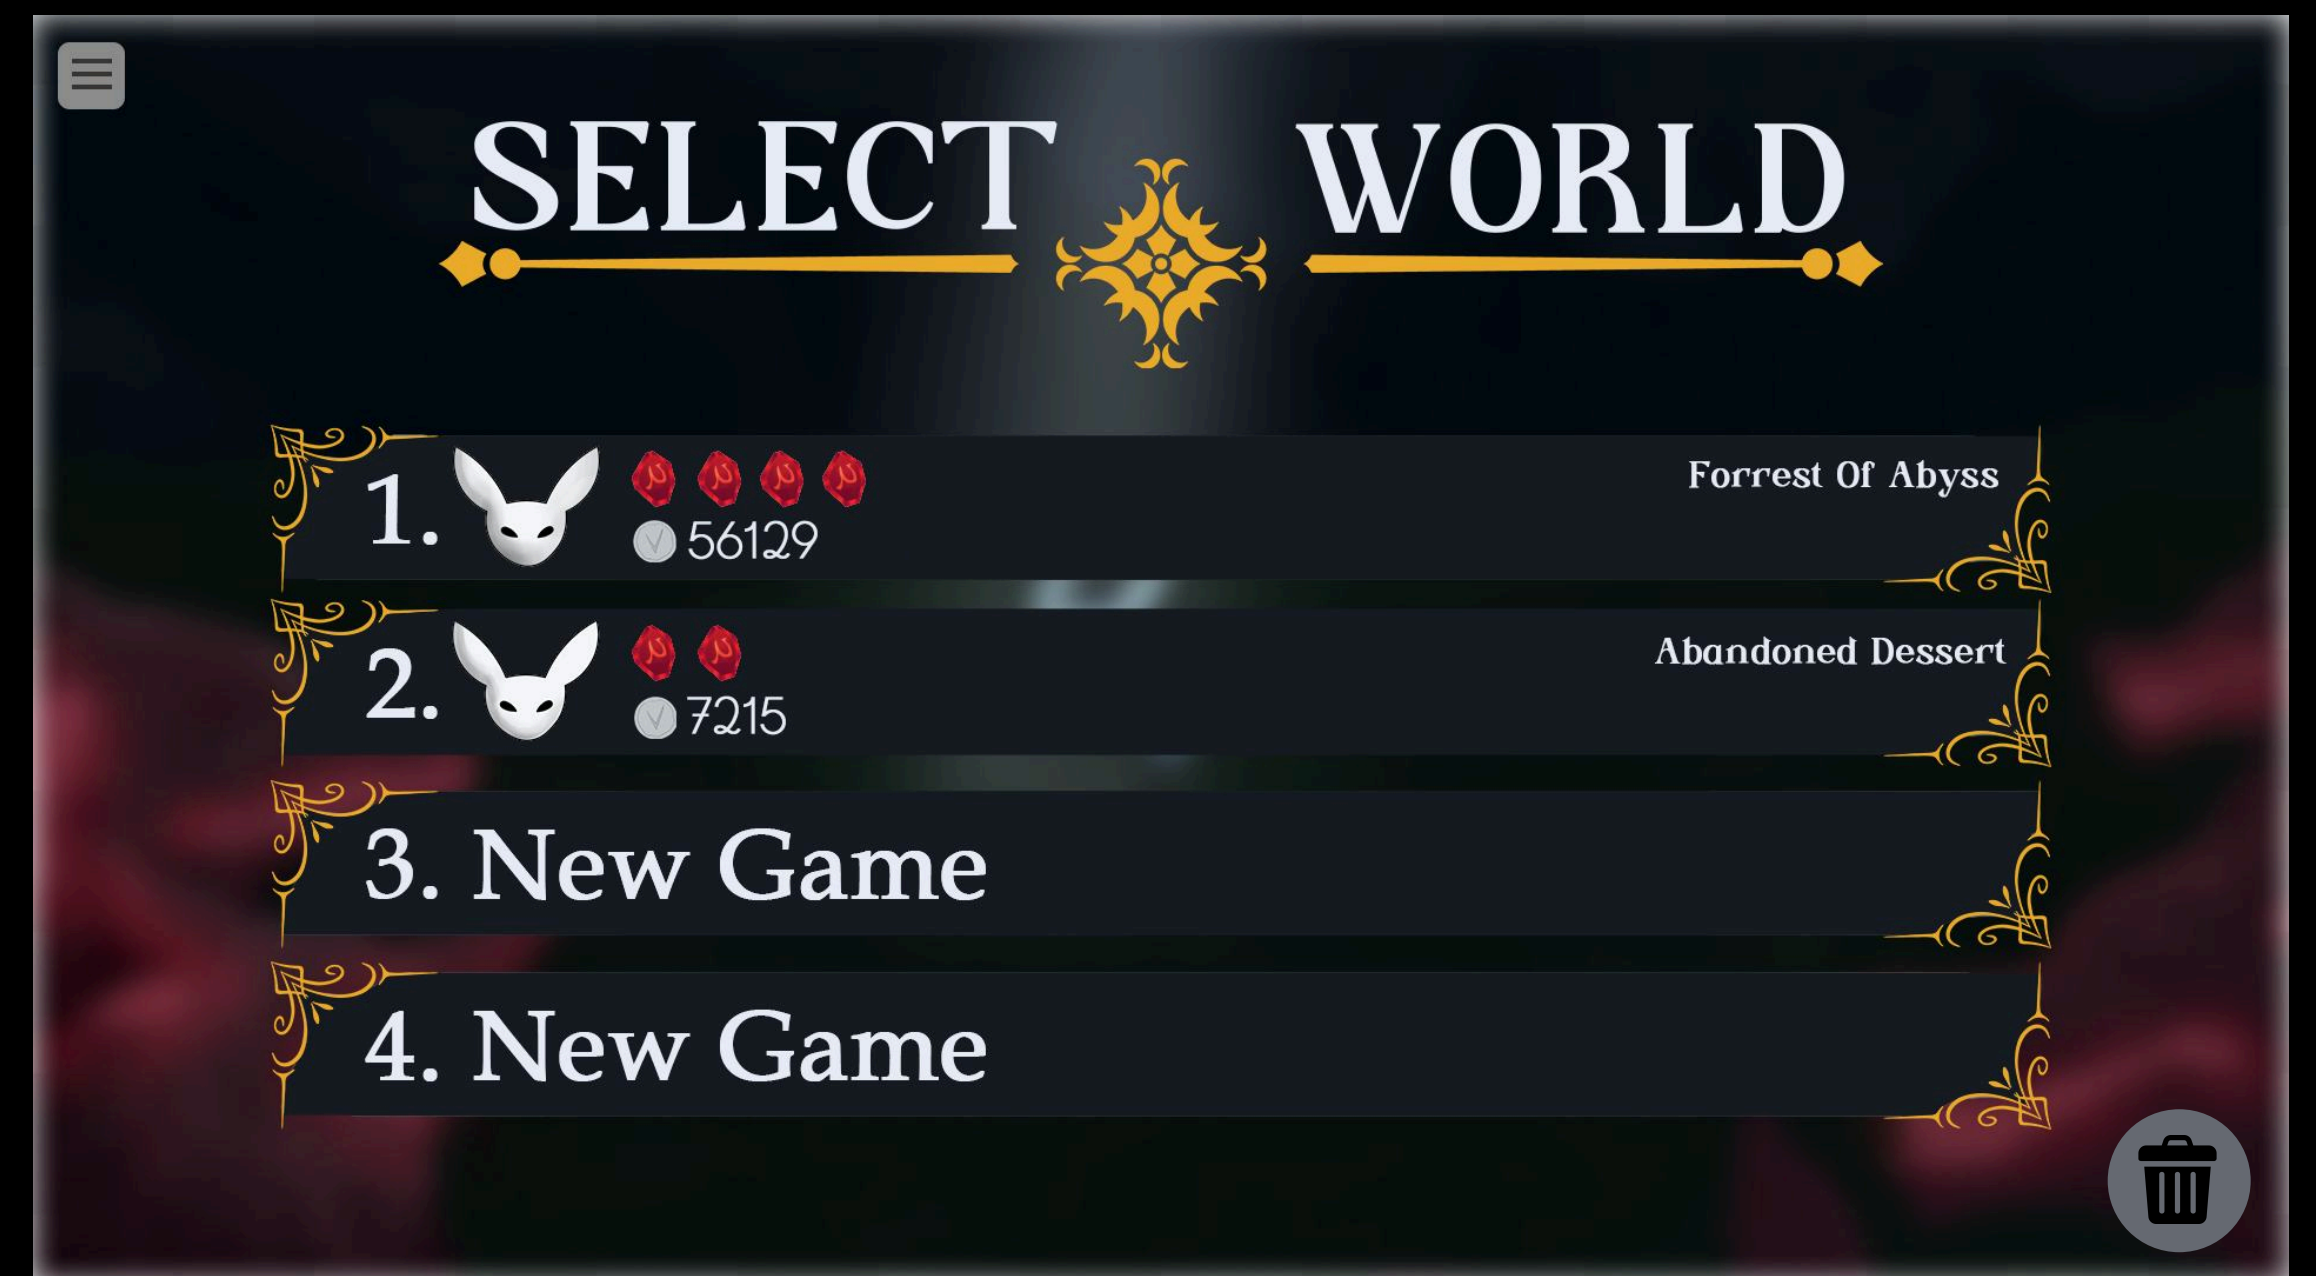 SELECT WORLD
1.
56129
Forrest Of Abyss
2.
7215
Abandoned Dessert
3. New Game
4. New Game